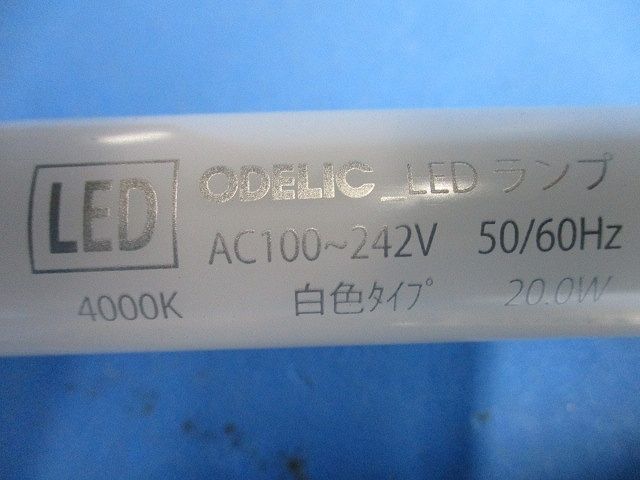 LED
ODELIC_LED ランプ
AC100~242V 50/60Hz
4000K 白色タイプ 20.0W